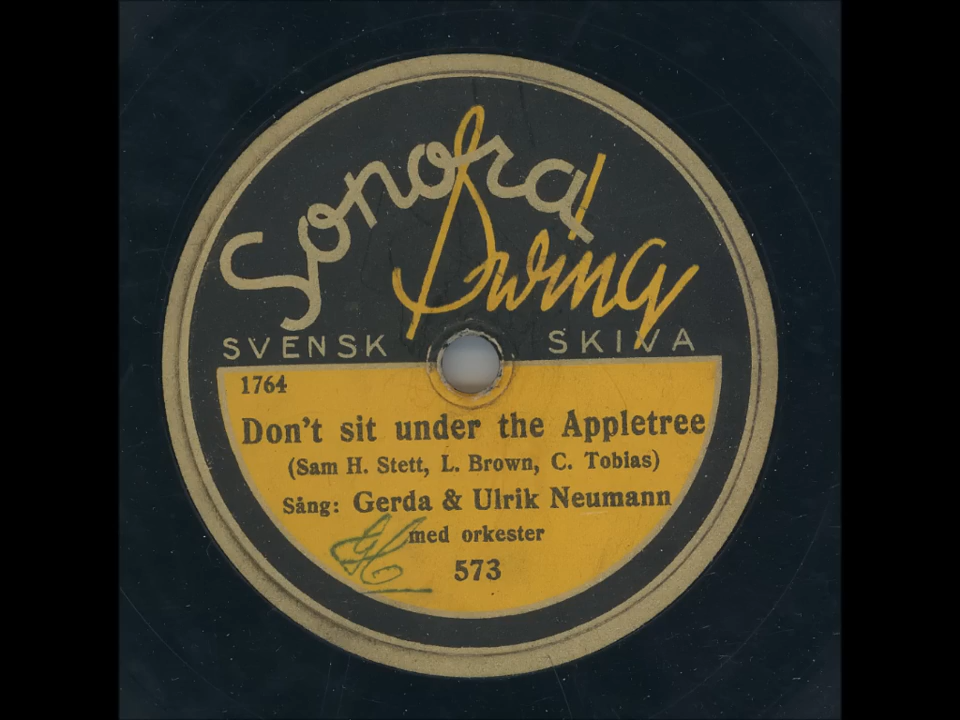 Sonora
Swing
SVENSK SKIVA
1764
Don't sit under the Appletree
(Sam H. Stett, L. Brown, C. Tobias)
Sång: Gerda & Ulrik Neumann
med orkester
573